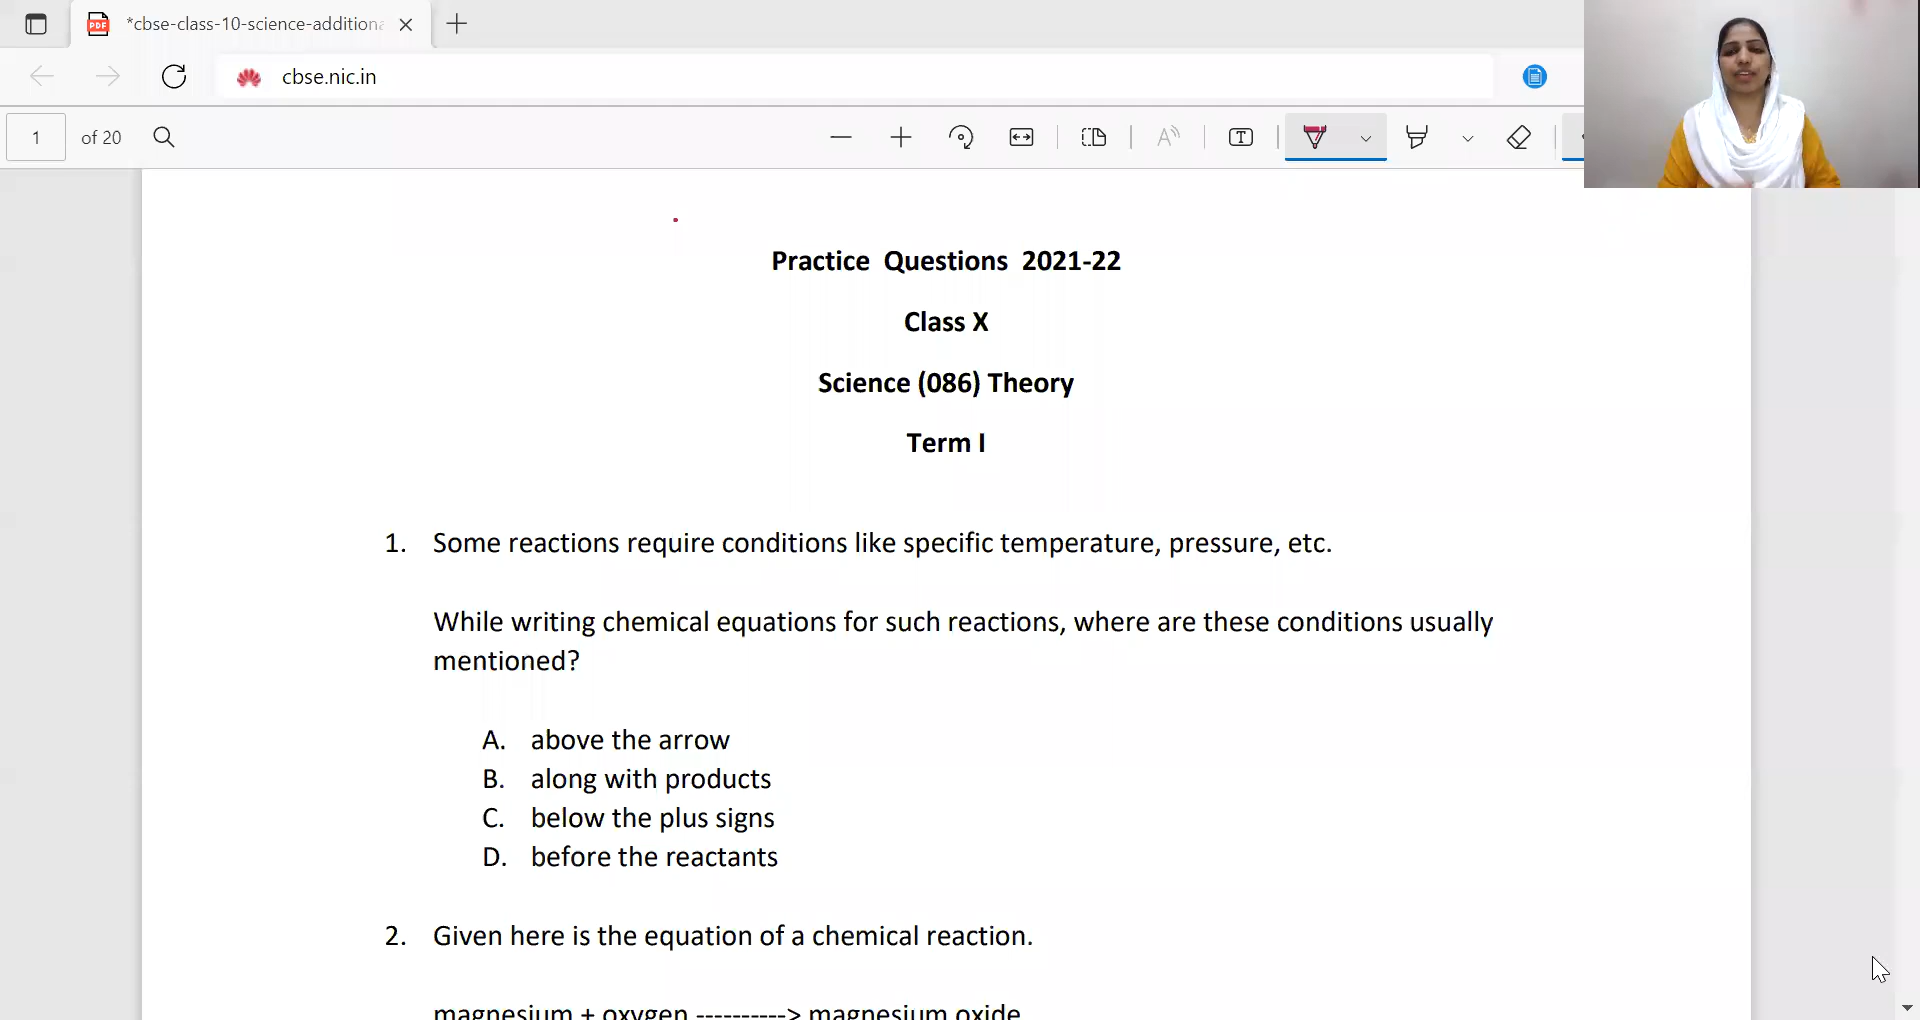 *cbse-class-10-science-additiona
cbse.nic.in
1 of 20
Practice Questions 2021-22
Class X
Science (086) Theory
Term I
1. Some reactions require conditions like specific temperature, pressure, etc.
While writing chemical equations for such reactions, where are these conditions usually
mentioned?
A. above the arrow
B. along with products
C. below the plus signs
D. before the reactants
2. Given here is the equation of a chemical reaction.
magnesium + oxygen ----------> magnesium oxide